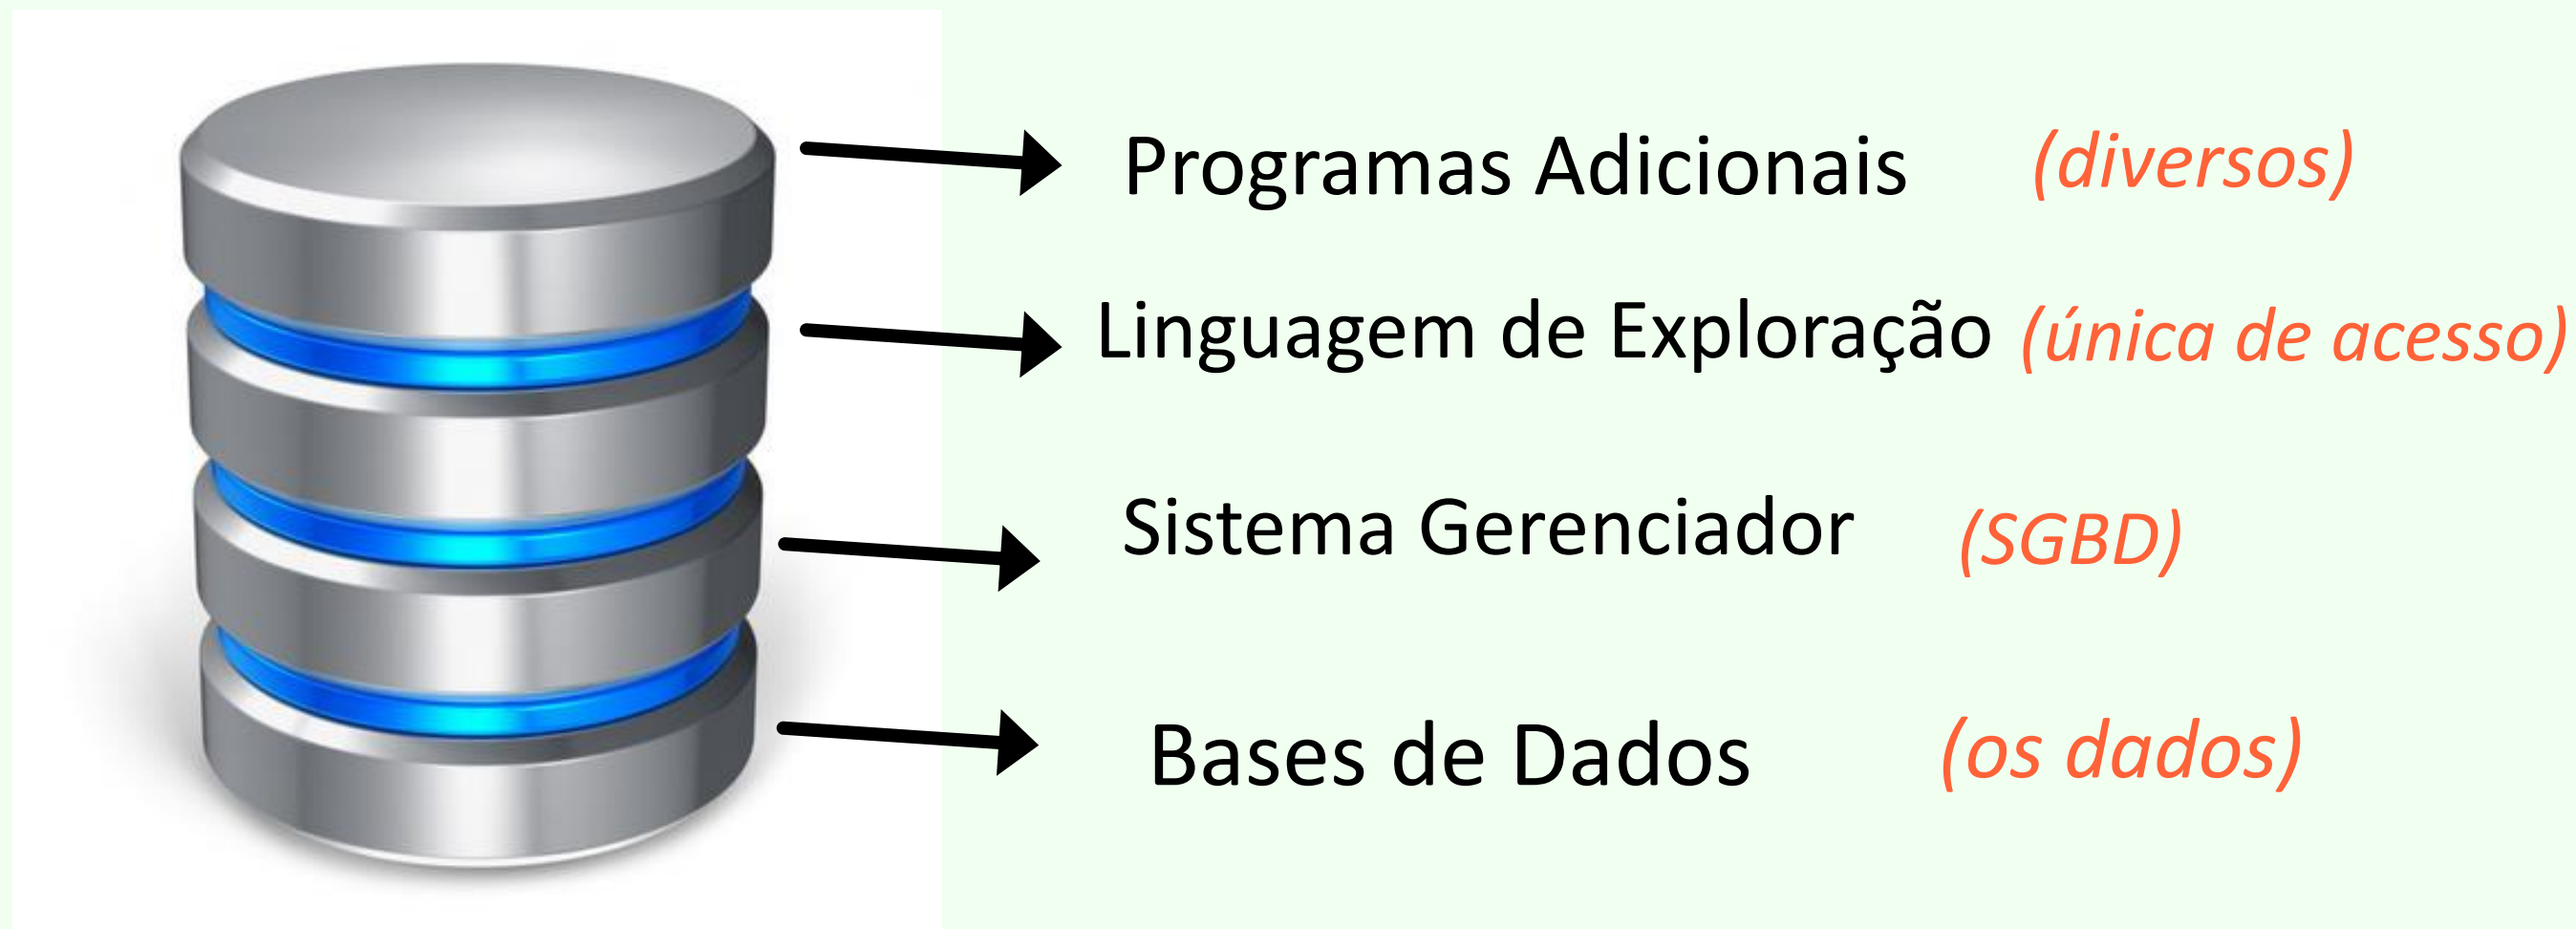 Programas Adicionais (diversos)
Linguagem de Exploração (única de acesso)
Sistema Gerenciador (SGBD)
Bases de Dados (os dados)